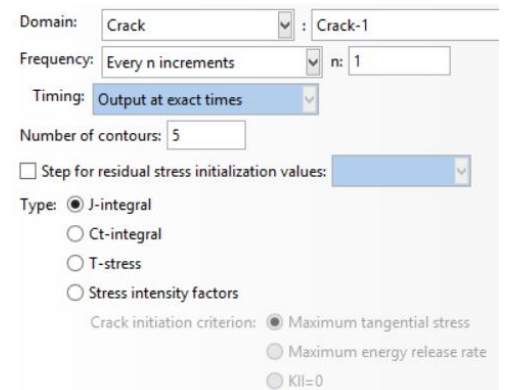 Domain: Crack : Crack-1
Frequency: Every n increments n: 1
Timing: Output at exact times
Number of contours: 5
Step for residual stress initialization values:
Type: J-integral
Ct-integral
T-stress
Stress intensity factors
Crack initiation criterion: Maximum tangential stress
Maximum energy release rate
KII=0